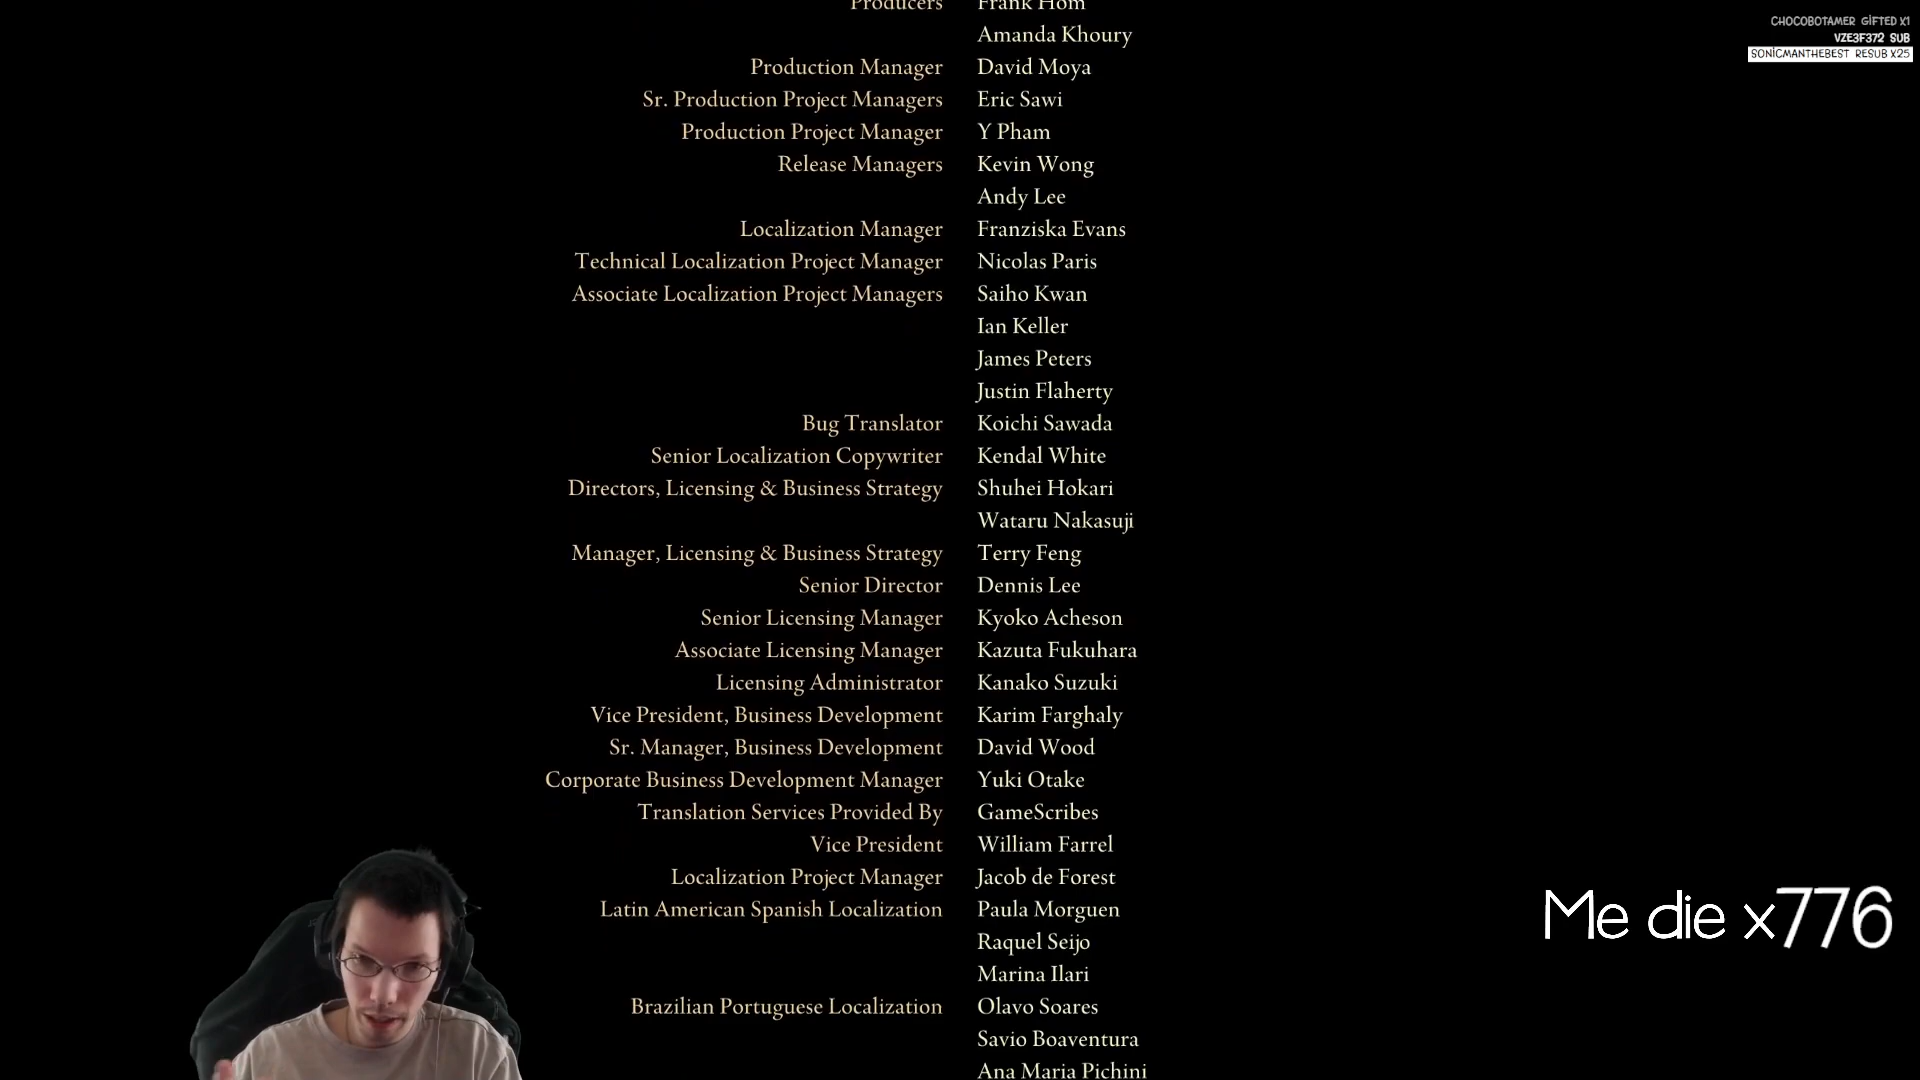 Producers Frank Hom
CHOCOBOTAMER GIFTED X1
Amanda Khoury
VZE3F372 SUB
SONICMANTHEBEST RESUB X25
Production Manager David Moya
Sr. Production Project Managers Eric Sawi
Production Project Manager Y Pham
Release Managers Kevin Wong
Andy Lee
Localization Manager Franziska Evans
Technical Localization Project Manager Nicolas Paris
Associate Localization Project Managers Saiho Kwan
Ian Keller
James Peters
Justin Flaherty
Bug Translator Koichi Sawada
Senior Localization Copywriter Kendal White
Directors, Licensing & Business Strategy Shuhei Hokari
Wataru Nakasuji
Manager, Licensing & Business Strategy Terry Feng
Senior Director Dennis Lee
Senior Licensing Manager Kyoko Acheson
Associate Licensing Manager Kazuta Fukuhara
Licensing Administrator Kanako Suzuki
Vice President, Business Development Karim Farghaly
Sr. Manager, Business Development David Wood
Corporate Business Development Manager Yuki Otake
Translation Services Provided By GameScribes
Vice President William Farrel
Localization Project Manager Jacob de Forest
Latin American Spanish Localization Paula Morguen
Me die x776
Raquel Seijo
Marina Ilari
Brazilian Portuguese Localization Olavo Soares
Savio Boaventura
Ana Maria Pichini